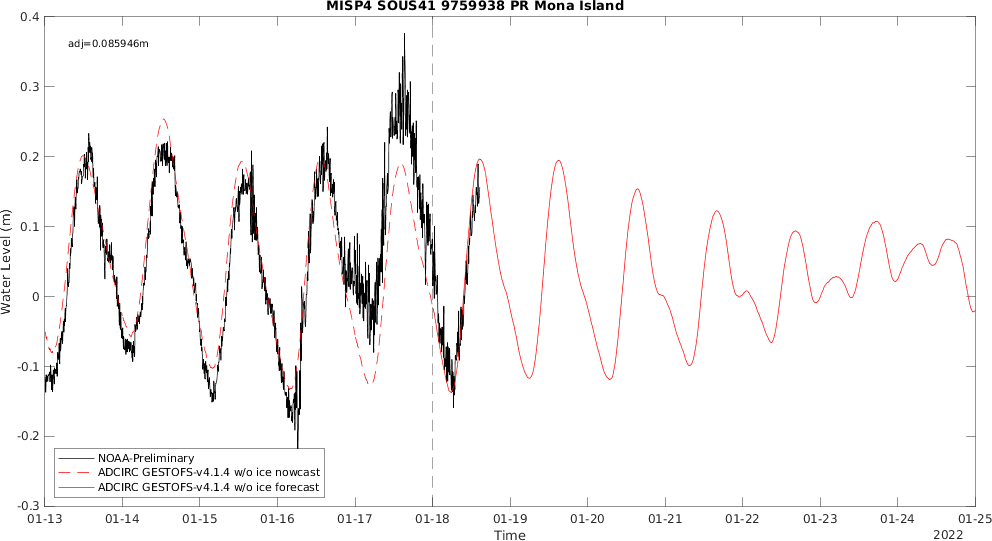 MISP4 SOUS41 9759938 PR Mona Island
adj=0.085946m
0.4
0.3
0.2
0.1
0
-0.1
-0.2
-0.3
Water Level (m)
NOAA-Preliminary
ADCIRC GESTOFS-v4.1.4 w/o ice nowcast
ADCIRC GESTOFS-v4.1.4 w/o ice forecast
01-13 01-14 01-15 01-16 01-17 01-18 01-19 01-20 01-21 01-22 01-23 01-24 01-25
Time
2022